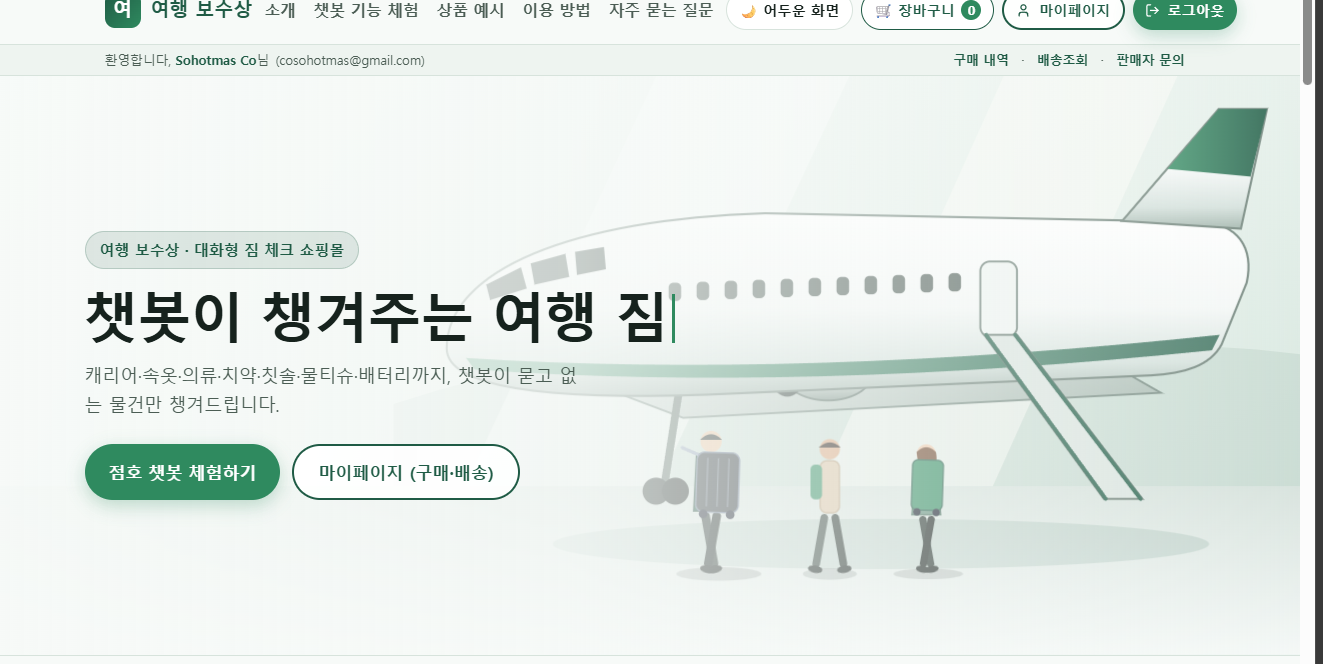 여 여행 보수상 소개 챗봇 기능 체험 상품 예시 이용 방법 자주 묻는 질문 어두운 화면 장바구니 0 마이페이지 로그아웃
환영합니다, Sohotmas Co님 (cosohotmas@gmail.com) 구매 내역 · 배송조회 · 판매자 문의
여행 보수상 · 대화형 짐 체크 쇼핑몰
챗봇이 챙겨주는 여행 짐
캐리어·속옷·의류·치약·칫솔·물티슈·배터리까지, 챗봇이 묻고 없
는 물건만 챙겨드립니다.
점호 챗봇 체험하기 마이페이지 (구매·배송)